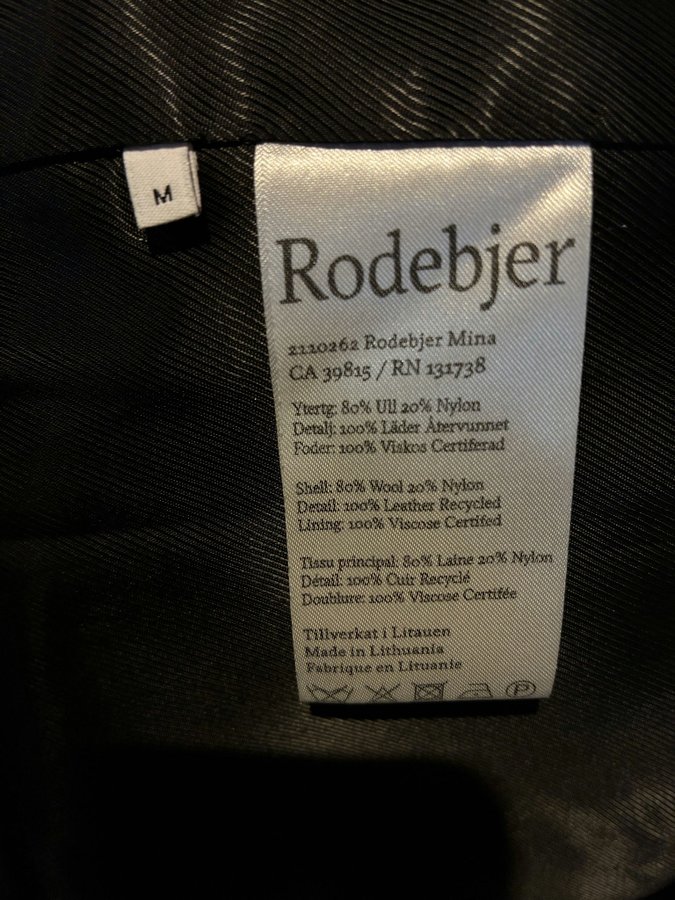 M
Rodebjer
2110262 Rodebjer Mina
CA 39815 / RN 131738
Ytertg: 80% Ull 20% Nylon
Detalj: 100% Läder Återvunnet
Foder: 100% Viskos Certiferad
Shell: 80% Wool 20% Nylon
Detail: 100% Leather Recycled
Lining: 100% Viscose Certifed
Tissu principal: 80% Laine 20% Nylon
Détail: 100% Cuir Recyclé
Doublure: 100% Viscose Certifée
Tillverkat i Litauen
Made in Lithuania
Fabrique en Lituanie
P